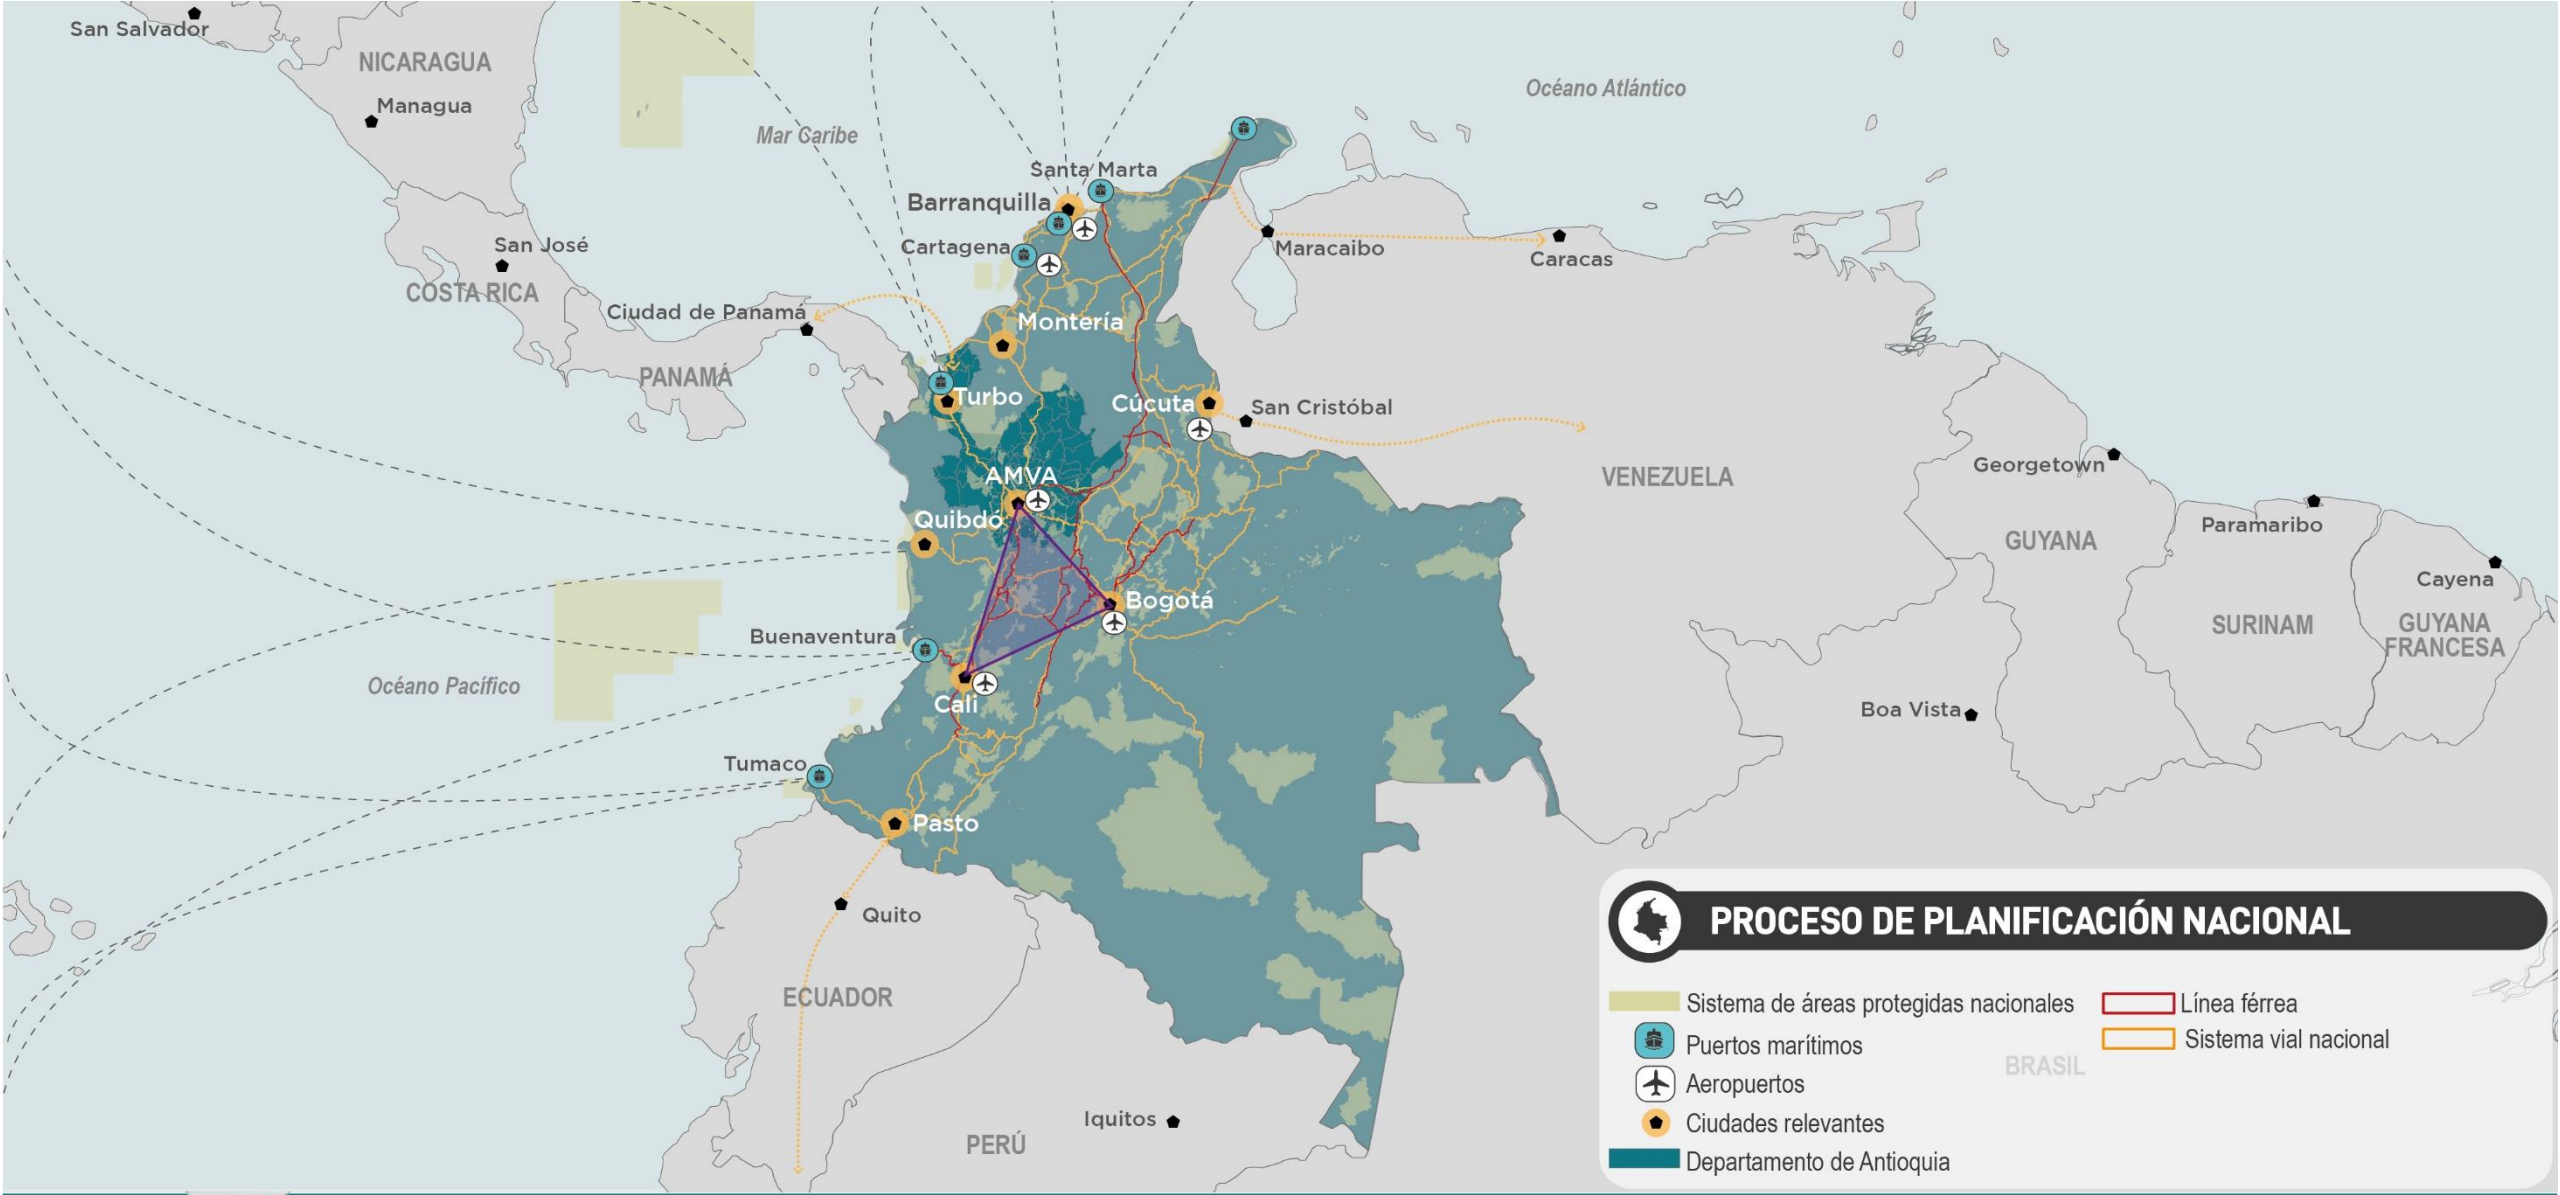 San Salvador
NICARAGUA
Managua
Océano Atlántico
Mar Caribe
Santa Marta
Barranquilla
Cartagena
San José
COSTA RICA
Maracaibo
Caracas
Ciudad de Panamá
Montería
PANAMÁ
Turbo
Cúcuta
San Cristóbal
AMVA
VENEZUELA
Georgetown
Quibdó
Paramaribo
GUYANA
Cayena
Bogotá
SURINAM
GUYANA
FRANCESA
Buenaventura
Océano Pacífico
Cali
Boa Vista
Tumaco
Pasto
Quito
ECUADOR
Iquitos
PERÚ
PROCESO DE PLANIFICACIÓN NACIONAL
Sistema de áreas protegidas nacionales
Línea férrea
Puertos marítimos
Sistema vial nacional
BRASIL
Aeropuertos
Ciudades relevantes
Departamento de Antioquia